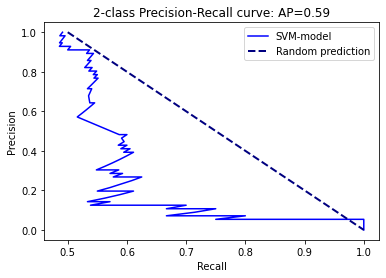 2-class Precision-Recall curve: AP=0.59
SVM-model
Random prediction
Precision
1.0
0.8
0.6
0.4
0.2
0.0
0.5
0.6
0.7
0.8
0.9
1.0
Recall